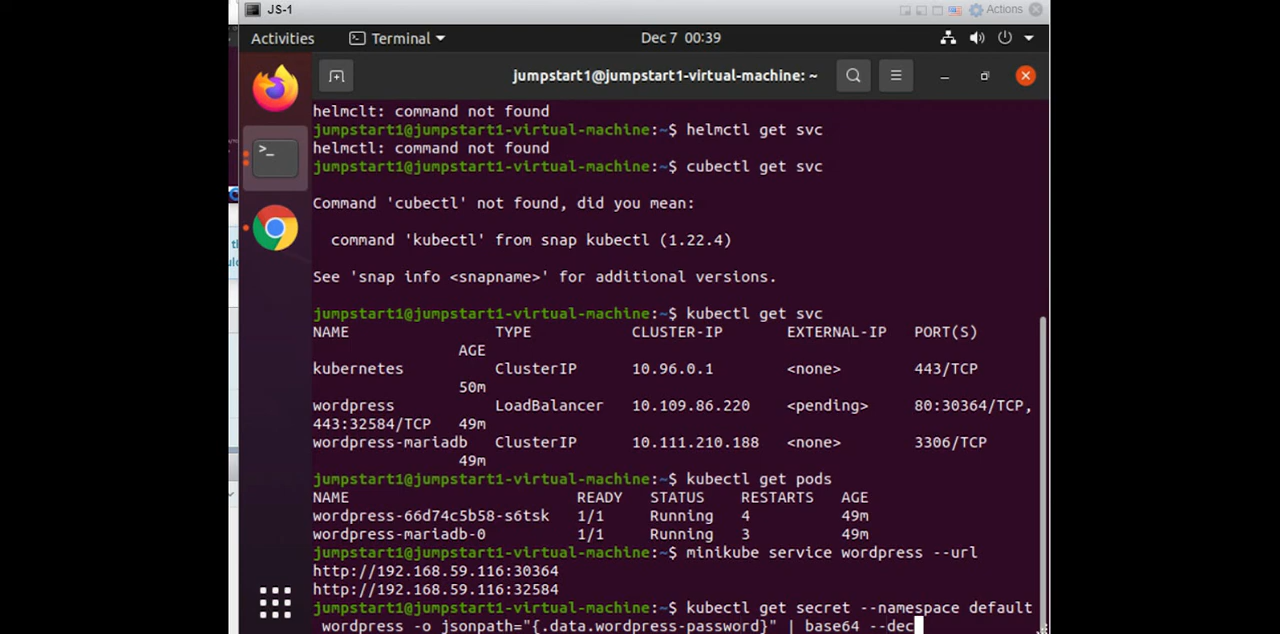 JS-1
Actions
Activities
Terminal
Dec 7 00:39
jumpstart1@jumpstart1-virtual-machine: ~
helmclt: command not found
jumpstart1@jumpstart1-virtual-machine:~$ helmctl get svc
helmctl: command not found
jumpstart1@jumpstart1-virtual-machine:~$ cubectl get svc
Command 'cubectl' not found, did you mean:
command 'kubectl' from snap kubectl (1.22.4)
See 'snap info <snapname>' for additional versions.
jumpstart1@jumpstart1-virtual-machine:~$ kubectl get svc
NAME TYPE CLUSTER-IP EXTERNAL-IP PORT(S)
AGE
kubernetes ClusterIP 10.96.0.1 <none> 443/TCP
50m
wordpress LoadBalancer 10.109.86.220 <pending> 80:30364/TCP,
443:32584/TCP 49m
wordpress-mariadb ClusterIP 10.111.210.188 <none> 3306/TCP
49m
jumpstart1@jumpstart1-virtual-machine:~$ kubectl get pods
NAME READY STATUS RESTARTS AGE
wordpress-66d74c5b58-s6tsk 1/1 Running 4 49m
wordpress-mariadb-0 1/1 Running 3 49m
jumpstart1@jumpstart1-virtual-machine:~$ minikube service wordpress --url
http://192.168.59.116:30364
http://192.168.59.116:32584
jumpstart1@jumpstart1-virtual-machine:~$ kubectl get secret --namespace default
wordpress -o jsonpath="{.data.wordpress-password}" | base64 --dec